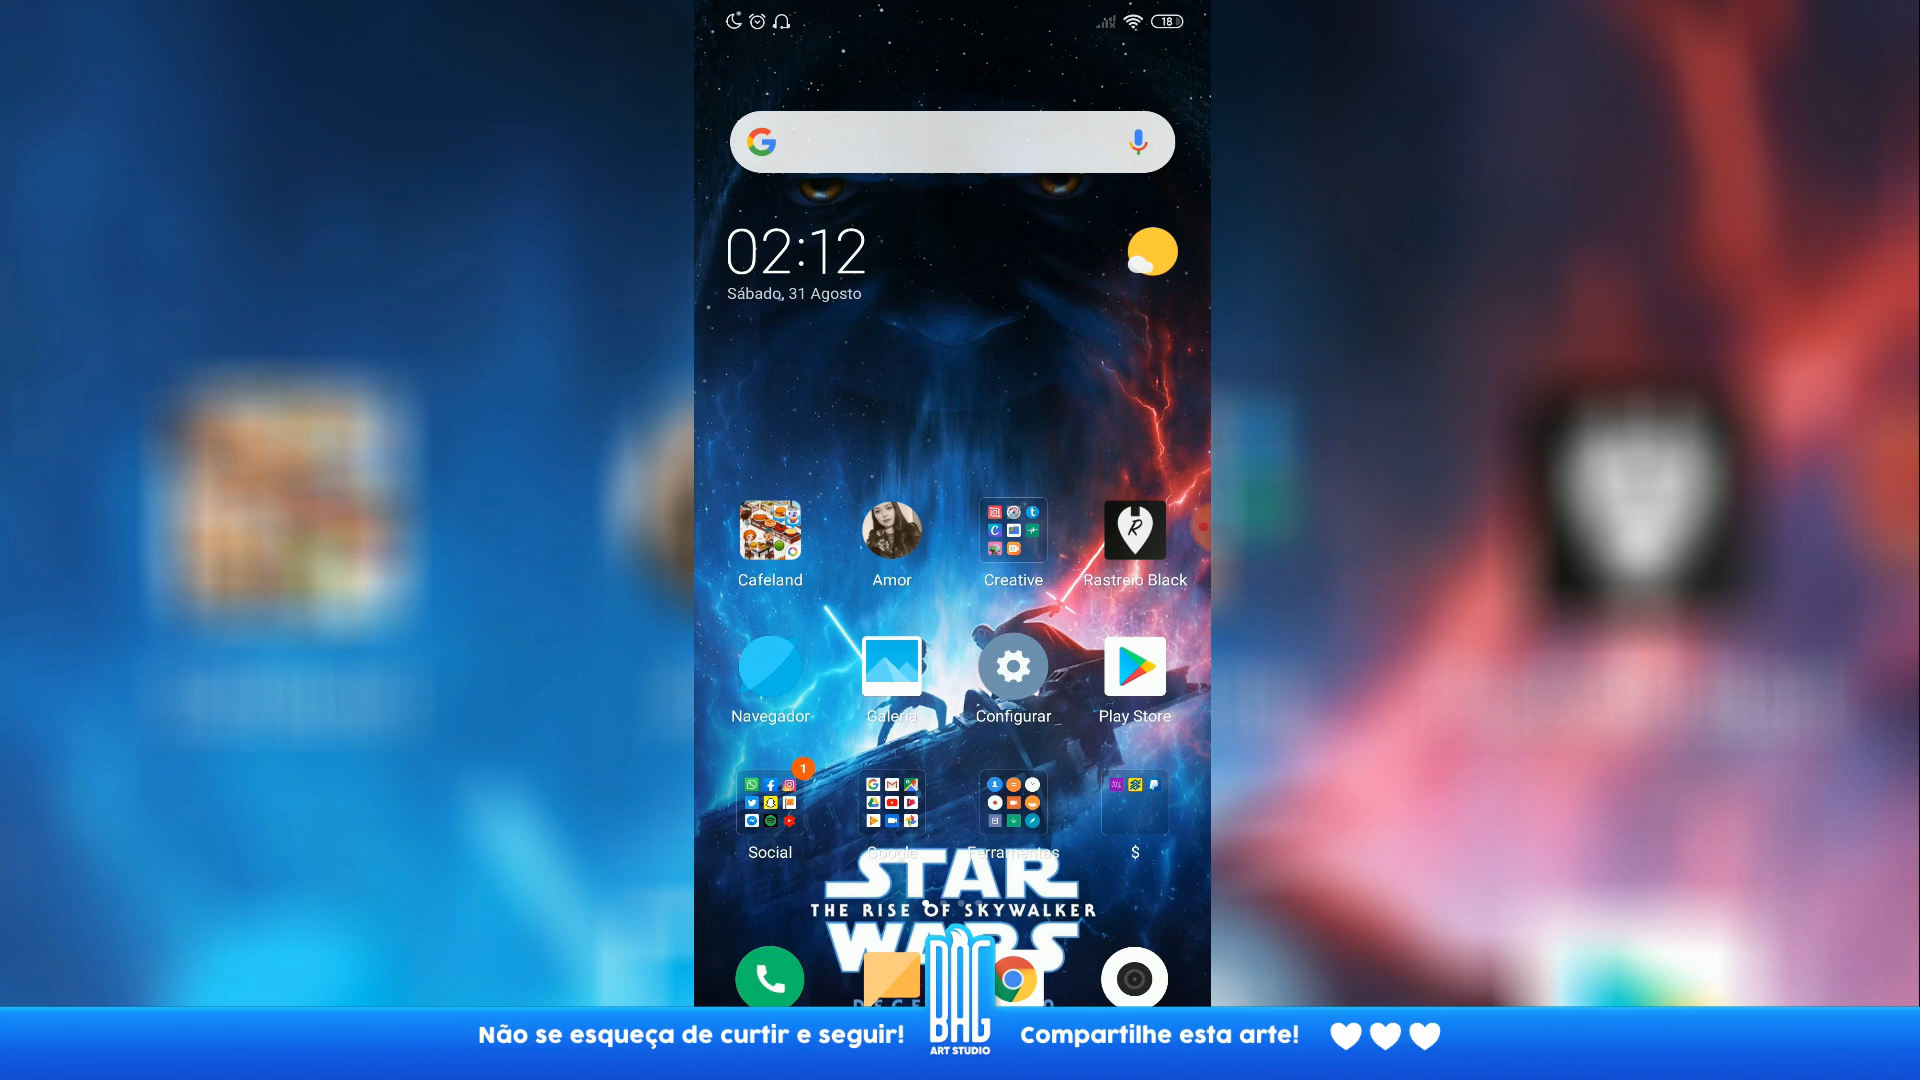 18
02:12
Sábado, 31 Agosto
Cafeland
Amor
Creative
Rastreio Black
Navegador
Galeria
Configurar
Play Store
1
Social
Google
Ferramentas
$
STAR
THE RISE OF SKYWALKER
WARS
Não se esqueça de curtir e seguir!
BAG
ART STUDIO
Compartilhe esta arte!